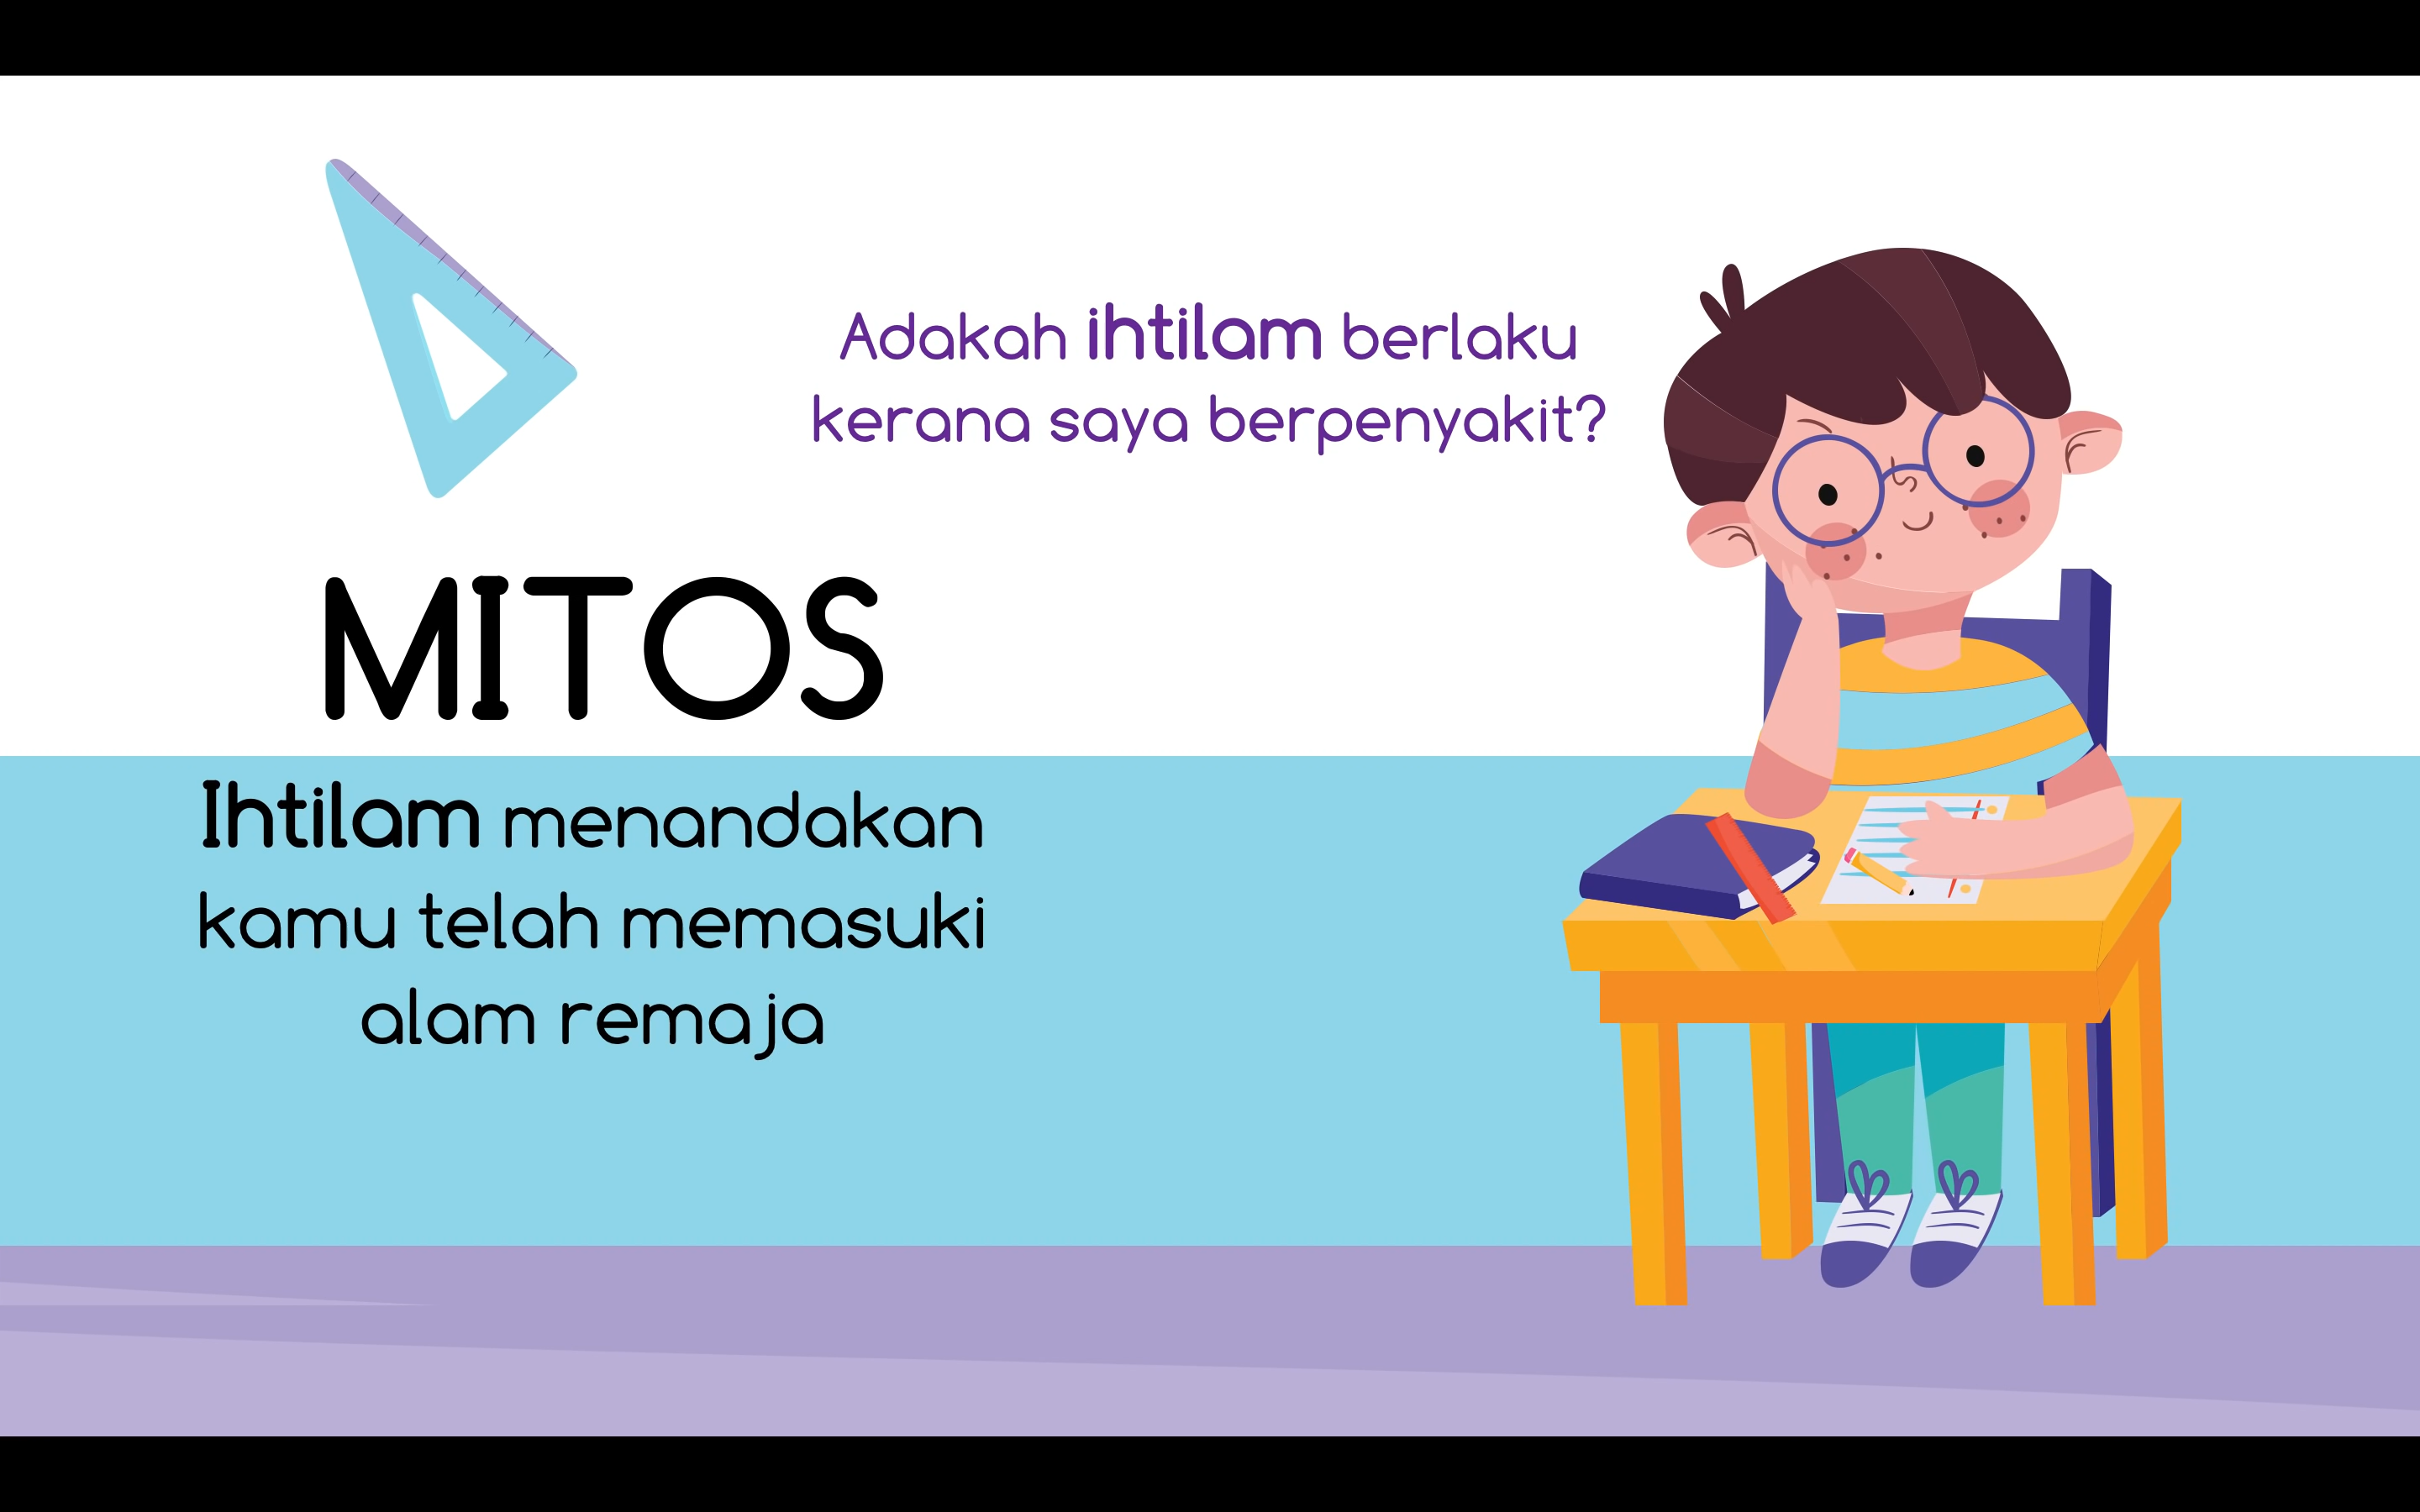 Adakah ihtilam berlaku
kerana saya berpenyakit?
MITOS
Ihtilam menandakan
kamu telah memasuki
alam remaja